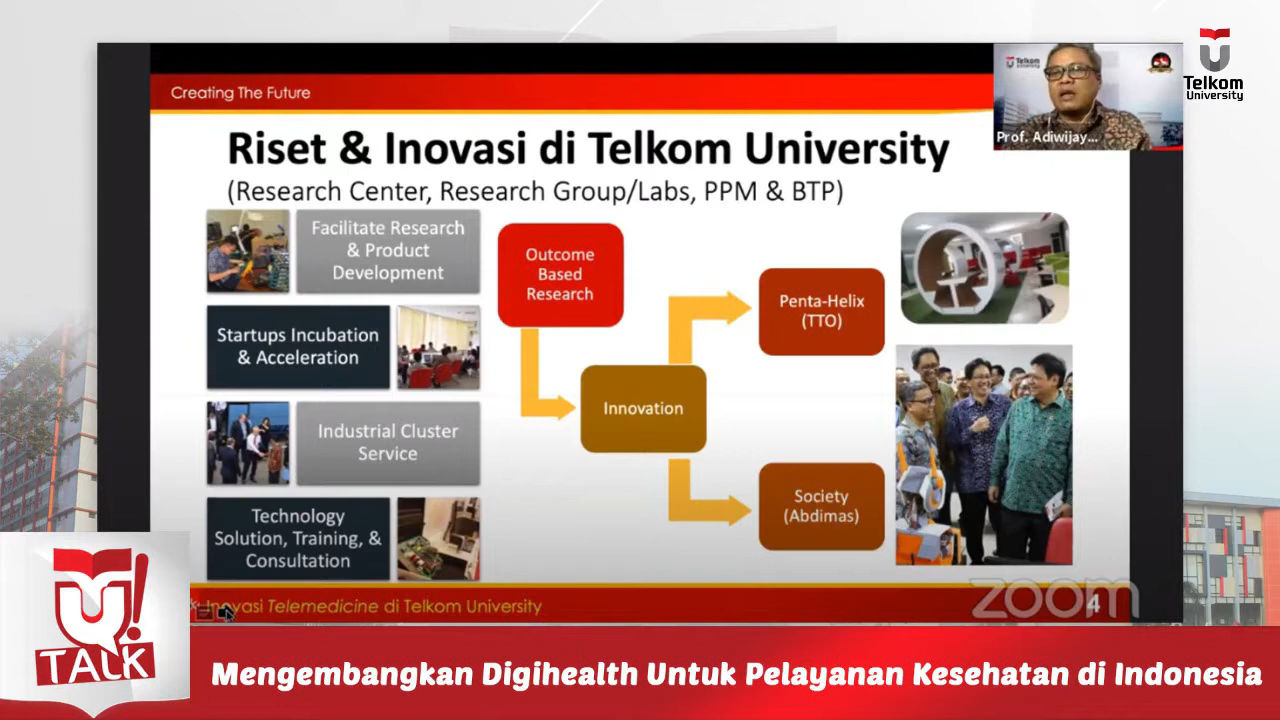 Creating The Future
Riset & Inovasi di Telkom University
(Research Center, Research Group/Labs, PPM & BTP)
Facilitate Research
& Product
Development
Startups Incubation
& Acceleration
Industrial Cluster
Service
Technology
Solution, Training, &
Consultation
Outcome
Based
Research
Innovation
Penta-Helix
(TTO)
Society
(Abdimas)
Telkom
University
Prof. Adiwijay...
Telkom
University
Inovasi Telemedicine di Telkom University
zoom
4
U!
TALK
Mengembangkan Digihealth Untuk Pelayanan Kesehatan di Indonesia